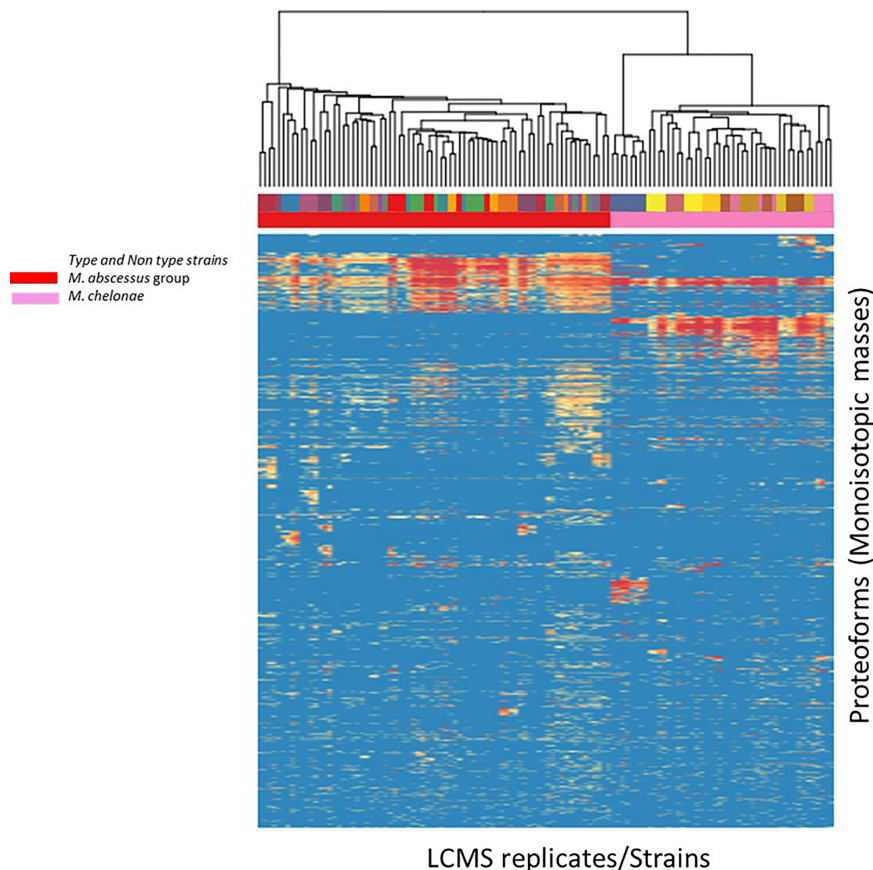 Type and Non type strains
M. abscessus group
M. chelonae
Proteoforms (Monoisotopic masses)
LCMS replicates/Strains